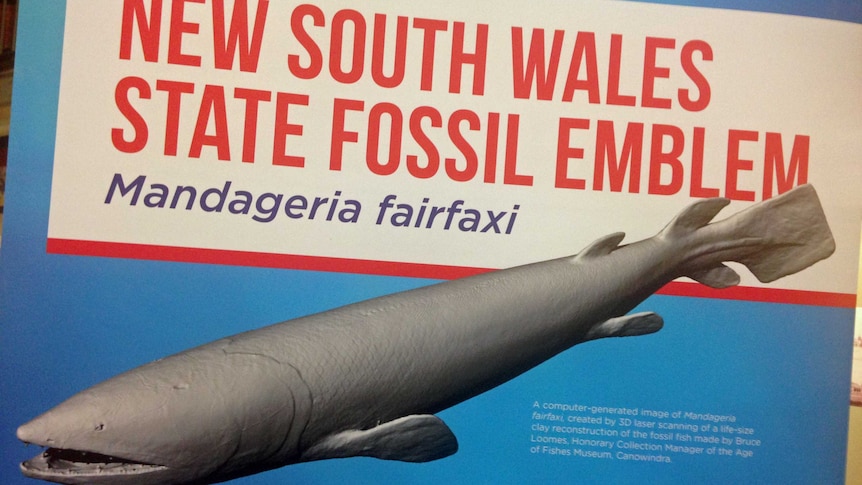 NEW SOUTH WALES
STATE FOSSIL EMBLEM
Mandageria fairfaxi
A computer-generated image of Mandageria
fairfaxi, created by 3D laser scanning of a life-size
clay reconstruction of the fossil fish made by Bruce
Loomes, Honorary Collection Manager of the Age
of Fishes Museum, Canowindra.